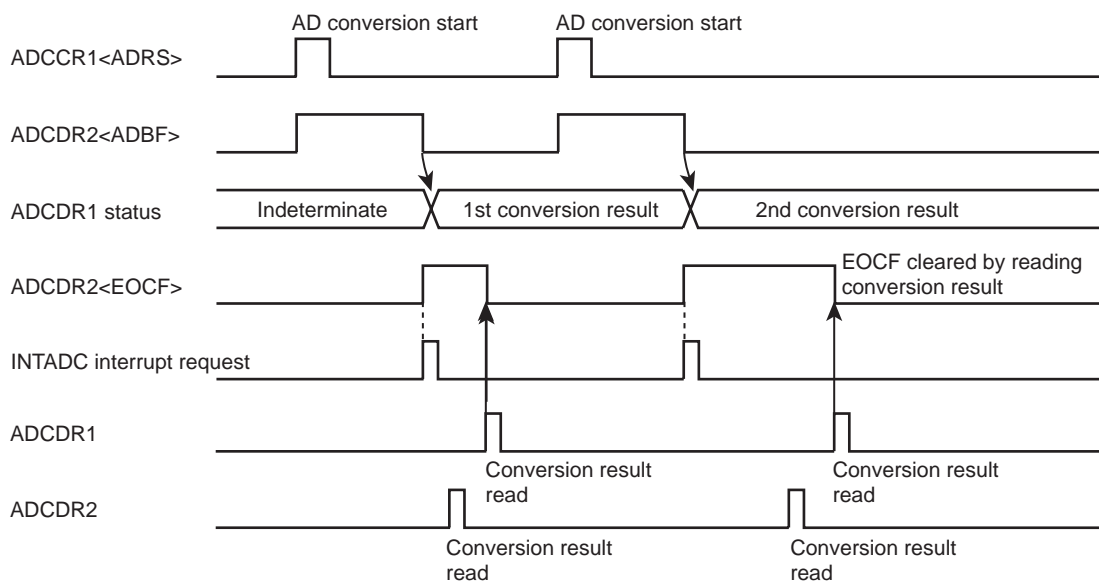 AD conversion start
AD conversion start
ADCCR1<ADRS>
ADCDR2<ADBF>
ADCDR1 status
Indeterminate
1st conversion result
2nd conversion result
EOCF cleared by reading
conversion result
ADCDR2<EOCF>
INTADC interrupt request
ADCDR1
Conversion result
read
Conversion result
read
ADCDR2
Conversion result
read
Conversion result
read